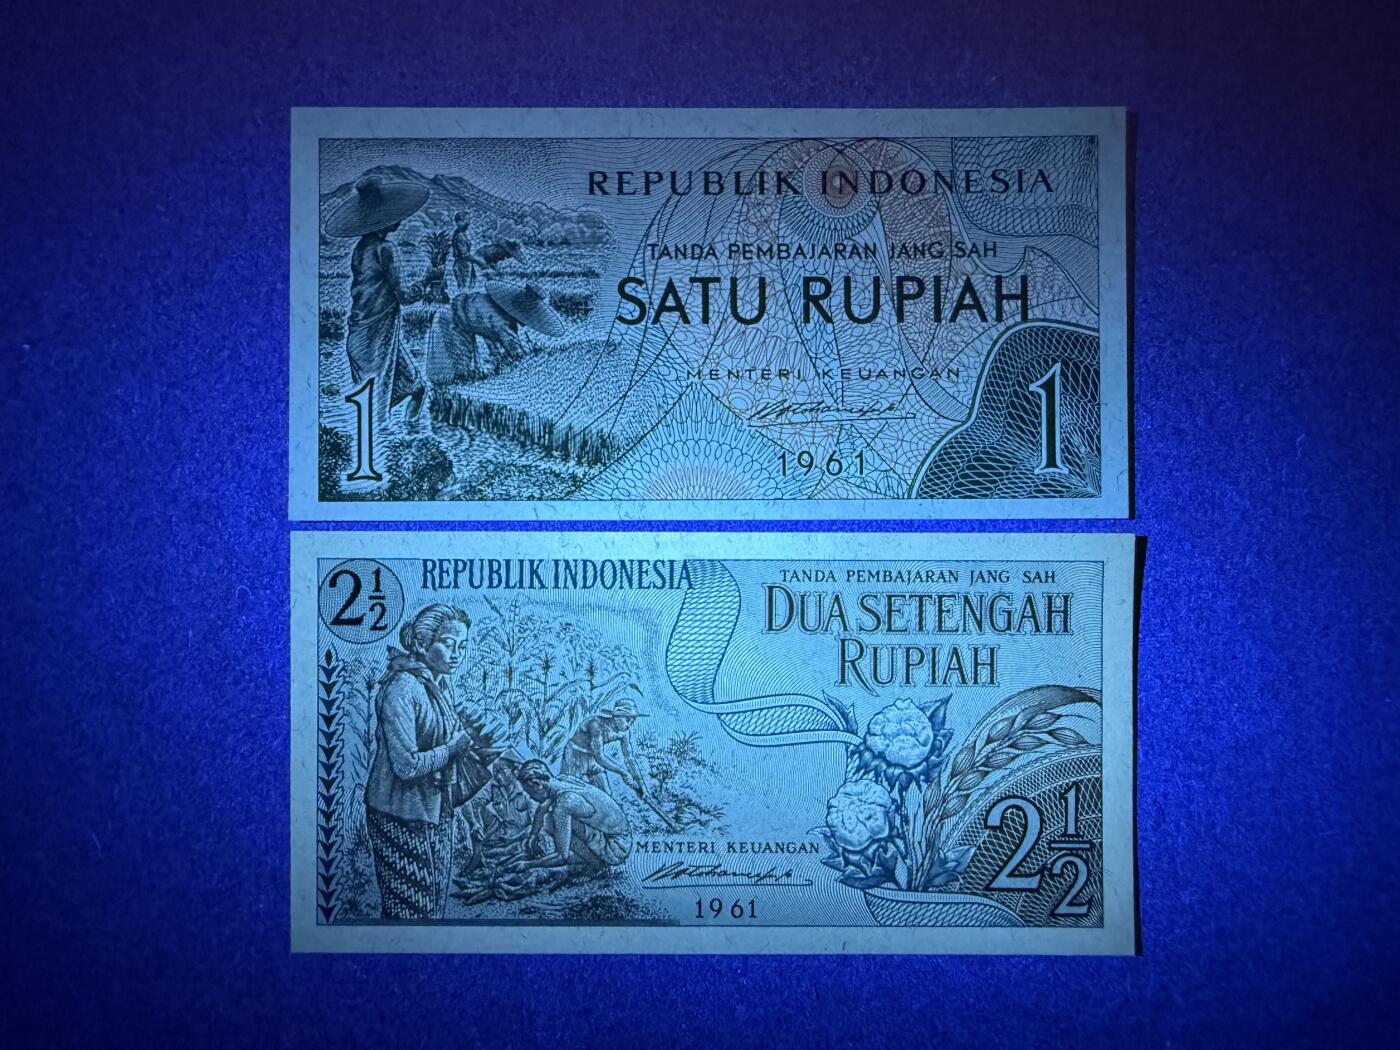 REPUBLIK INDONESIA
TANDA PEMBAJARAN JANG SAH
SATU RUPIAH
MENTERI KEUANGAN
1961
1
1
2½
REPUBLIK INDONESIA
TANDA PEMBAJARAN JANG SAH
DUA SETENGAH
RUPIAH
MENTERI KEUANGAN
1961
2½